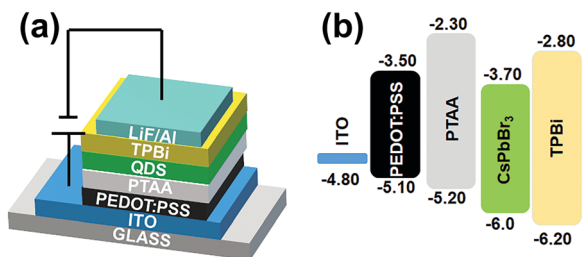 (a)
LiF/Al
TPBi
QDS
PTAA
PEDOT:PSS
ITO
GLASS
(b)
-2.30
-2.80
-3.50
-3.70
ITO
PEDOT:PSS
PTAA
CsPbBr₃
TPBi
-4.80
-5.10
-5.20
-6.0
-6.20